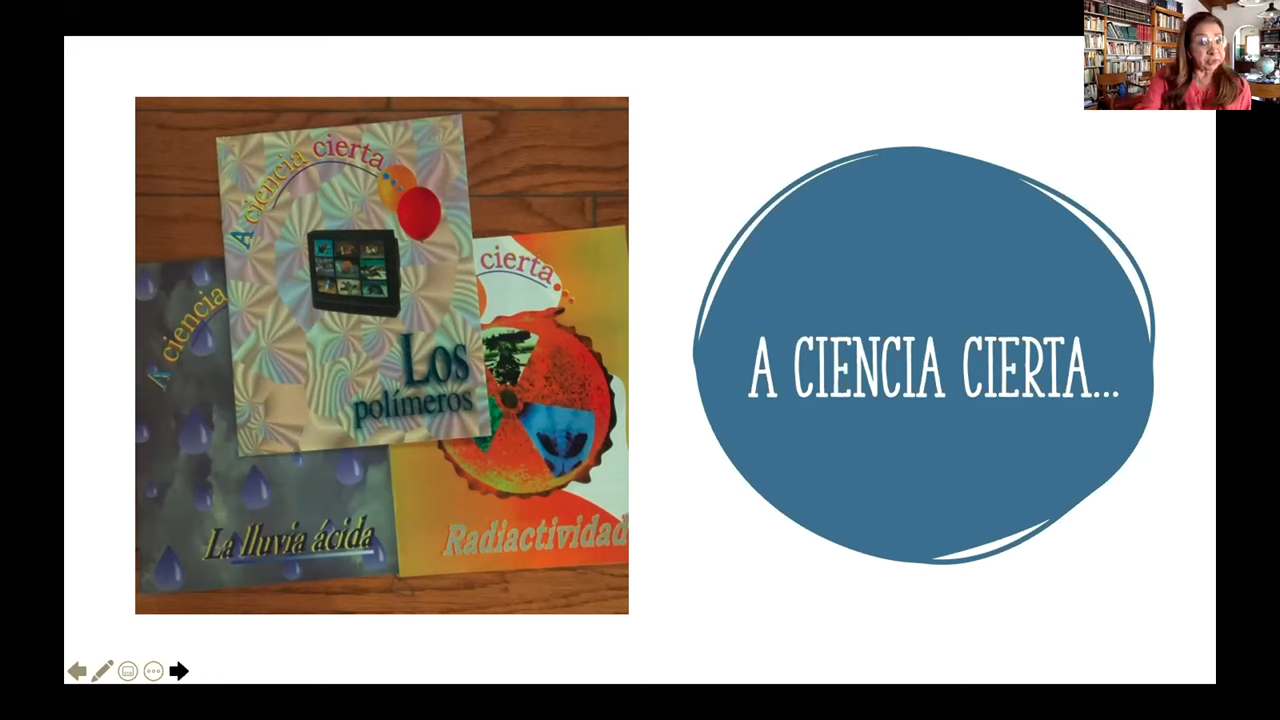 A ciencia cierta...
Los
polímeros
A ciencia
La lluvia ácida
cierta...
Radiactividad
A CIENCIA CIERTA...